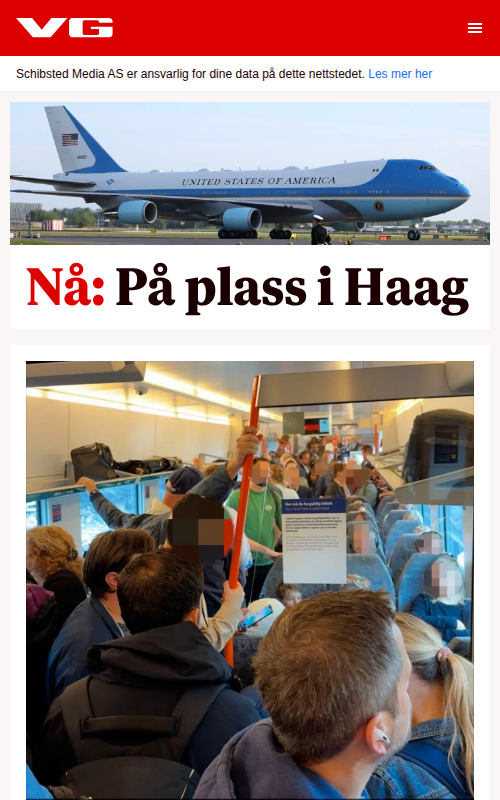 VG
Schibsted Media AS er ansvarlig for dine data på dette nettstedet. Les mer her
UNITED STATES OF AMERICA
Nå: På plass i Haag